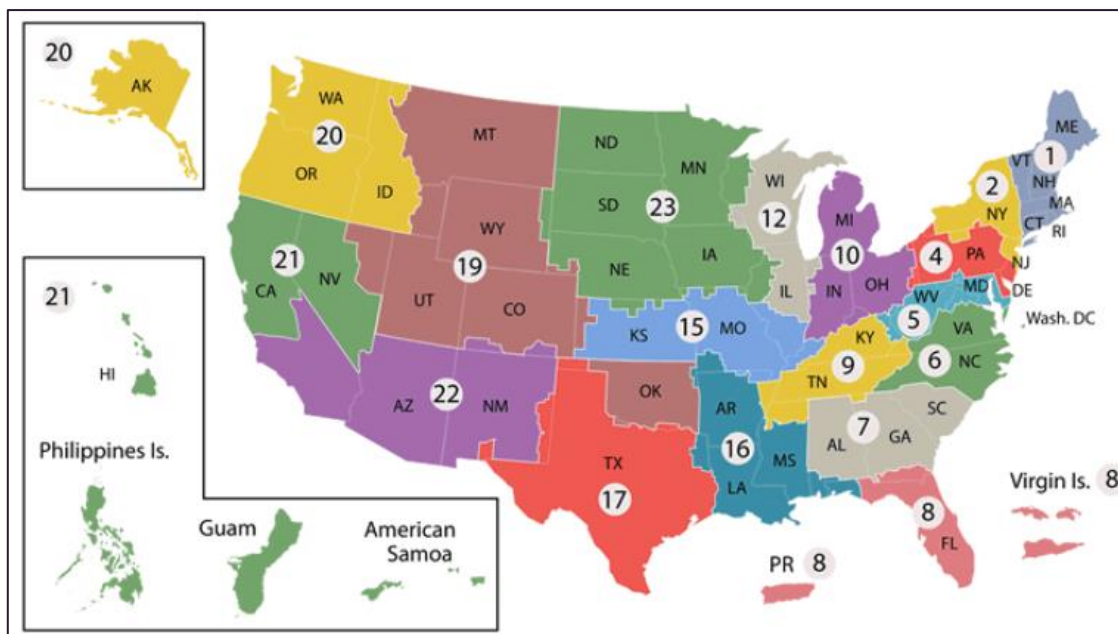 20
AK
WA
20
OR
ID
MT
WY
19
UT
CO
OK
ND
MN
SD
23
NE
IA
WI
12
IL
MI
10
IN
OH
ME
VT
1
NH
MA
CT
RI
2
NY
4
PA
NJ
DE
MD
WV
5
Wash. DC
VA
6
NC
KY
9
TN
SC
7
AL
GA
KS
15
MO
AR
16
MS
LA
TX
17
21
CA
NV
AZ
22
NM
8
FL
Virgin Is. 8
PR 8
21
HI
Philippines Is.
Guam
American
Samoa